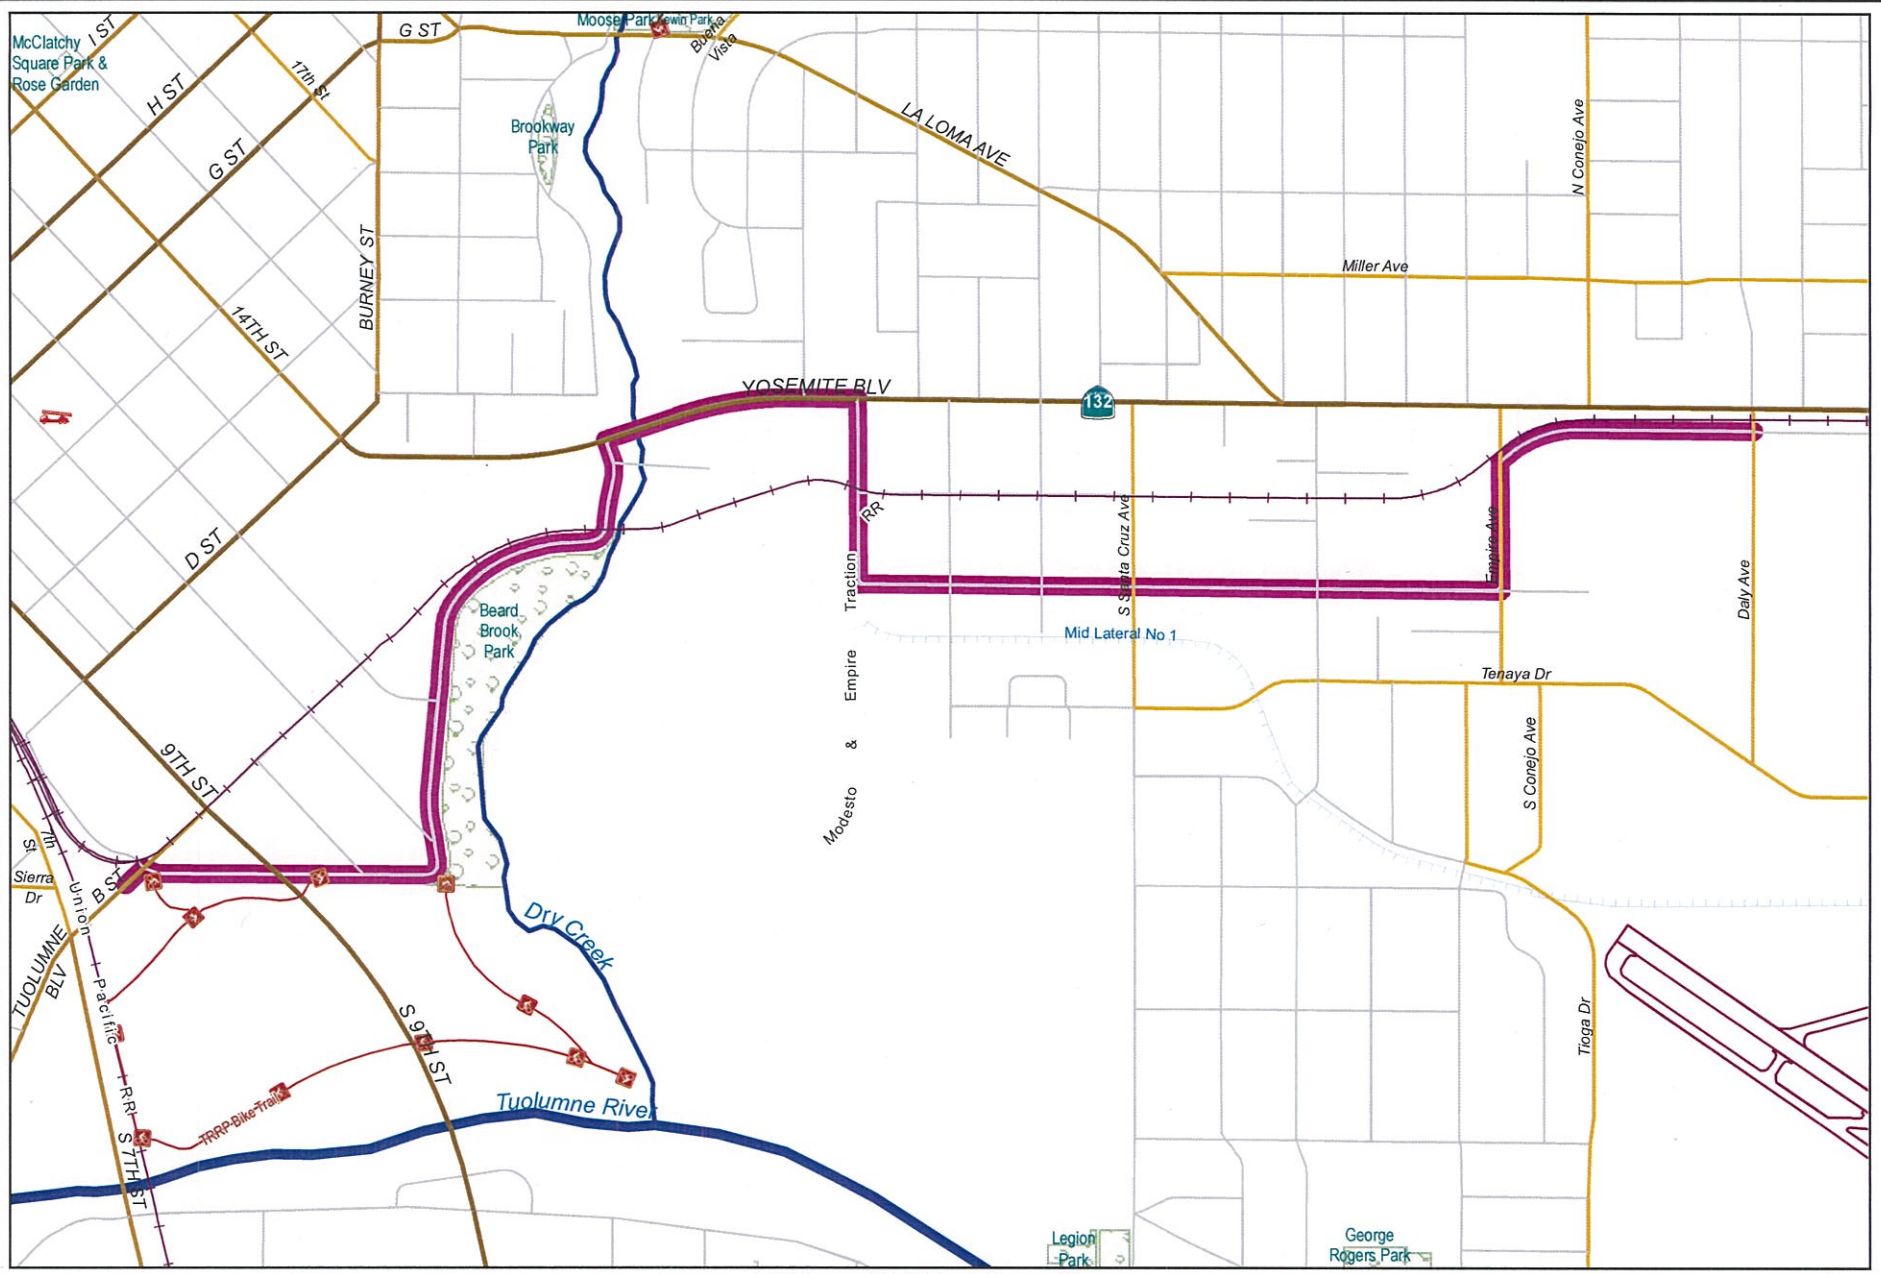 McClatchy
Square Park &
Rose Garden
I ST
H ST
G ST
17th St
G ST
Moose Park
Kewin Park
Buena
Vista
Brookway
Park
LA LOMA AVE
N Conejo Ave
BURNEY ST
14TH ST
Miller Ave
YOSEMITE BLV
132
D ST
RR
S Santa Cruz Ave
Empire Ave
Daly Ave
Beard
Brook
Park
Traction
Empire
&
Modesto
Mid Lateral No 1
Tenaya Dr
9TH ST
S Conejo Ave
7th
St
Sierra
Dr
B ST
Union
Pacific
RR
TUOLUMNE
BLV
Dry Creek
S 9TH ST
Tioga Dr
TRRP Bike Trail
Tuolumne River
S 7TH ST
Legion
Park
George
Rogers Park